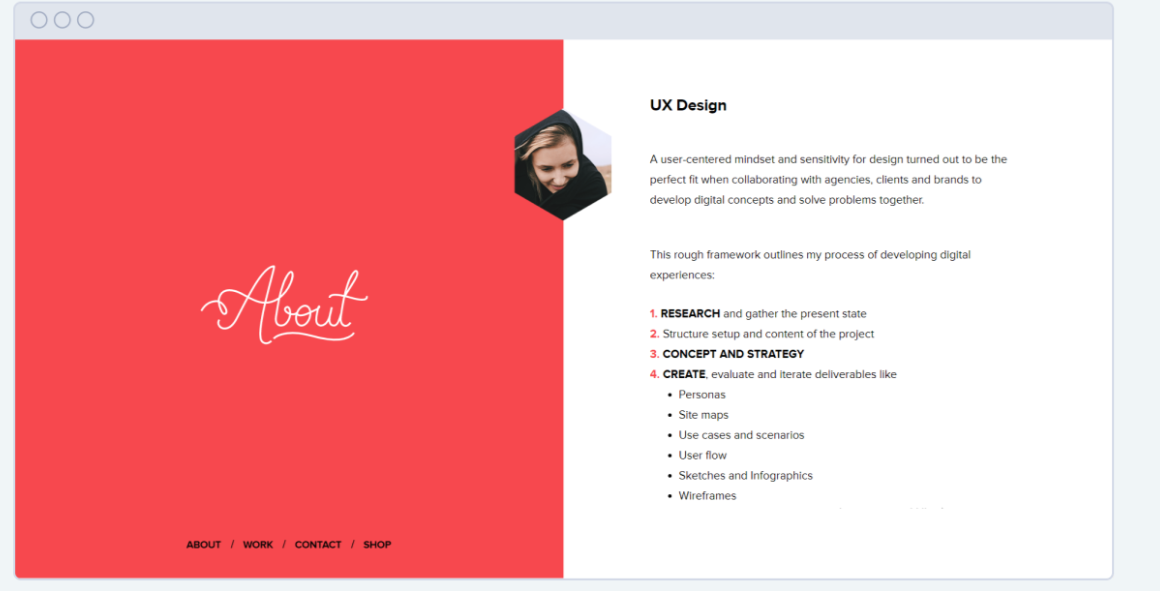 About
ABOUT / WORK / CONTACT / SHOP
UX Design
A user-centered mindset and sensitivity for design turned out to be the
perfect fit when collaborating with agencies, clients and brands to
develop digital concepts and solve problems together.
This rough framework outlines my process of developing digital
experiences:
1. RESEARCH and gather the present state
2. Structure setup and content of the project
3. CONCEPT AND STRATEGY
4. CREATE, evaluate and iterate deliverables like
• Personas
• Site maps
• Use cases and scenarios
• User flow
• Sketches and Infographics
• Wireframes